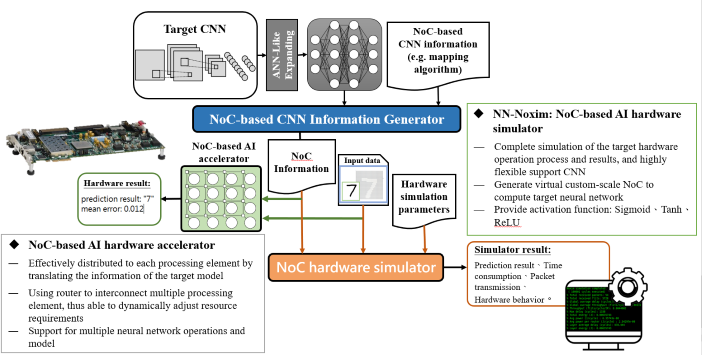 Target CNN
ANN-Like
Expanding
NoC-based
CNN information
(e.g. mapping
algorithm)
NoC-based CNN Information Generator
NoC-based AI
accelerator
NoC
Information
Input data
7
7
Hardware
simulation
parameters
Hardware result:
prediction result: "7"
mean error: 0.012
◆ NN-Noxim: NoC-based AI hardware
simulator
— Complete simulation of the target hardware
operation process and results, and highly
flexible support CNN
— Generate virtual custom-scale NoC to
compute target neural network
— Provide activation function: Sigmoid、Tanh、
ReLU
◆ NoC-based AI hardware accelerator
— Effectively distributed to each processing element by
translating the information of the target model
— Using router to interconnect multiple processing
element, thus able to dynamically adjust resource
requirements
— Support for multiple neural network operations and
model
NoC hardware simulator
Simulator result:
Prediction result、Time
consumption、Packet
transmission、
Hardware behavior。